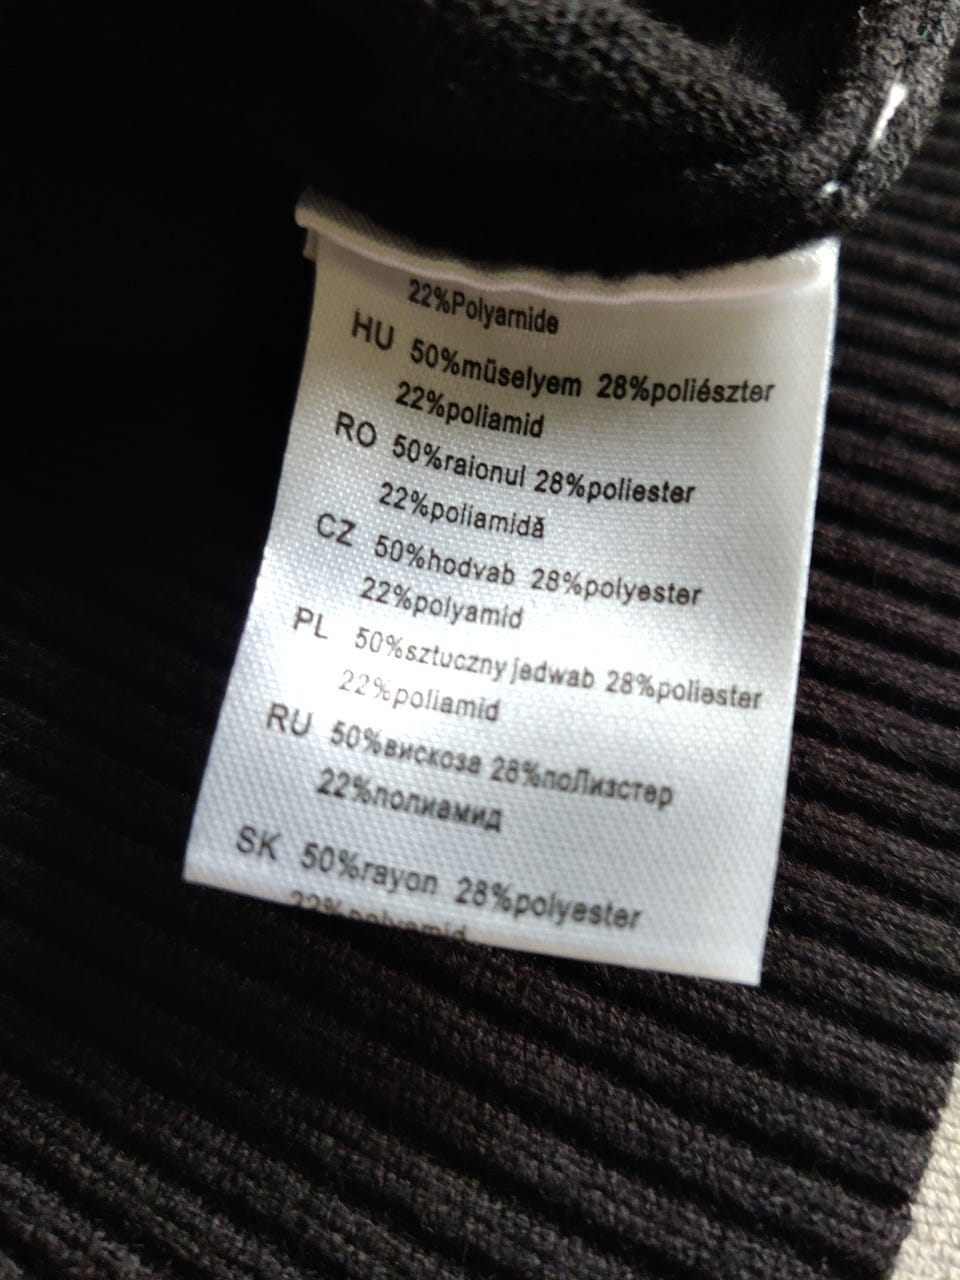 22%Polyamide
HU 50%müselyem 28%poliészter
22%poliamid
RO 50%raionul 28%poliester
22%poliamidă
CZ 50%hodvab 28%polyester
22%polyamid
PL 50%sztuczny jedwab 28%poliester
22%poliamid
RU 50%вискоза 28%поЛизстер
22%полиамид
SK 50%rayon 28%polyester
22%polyamid